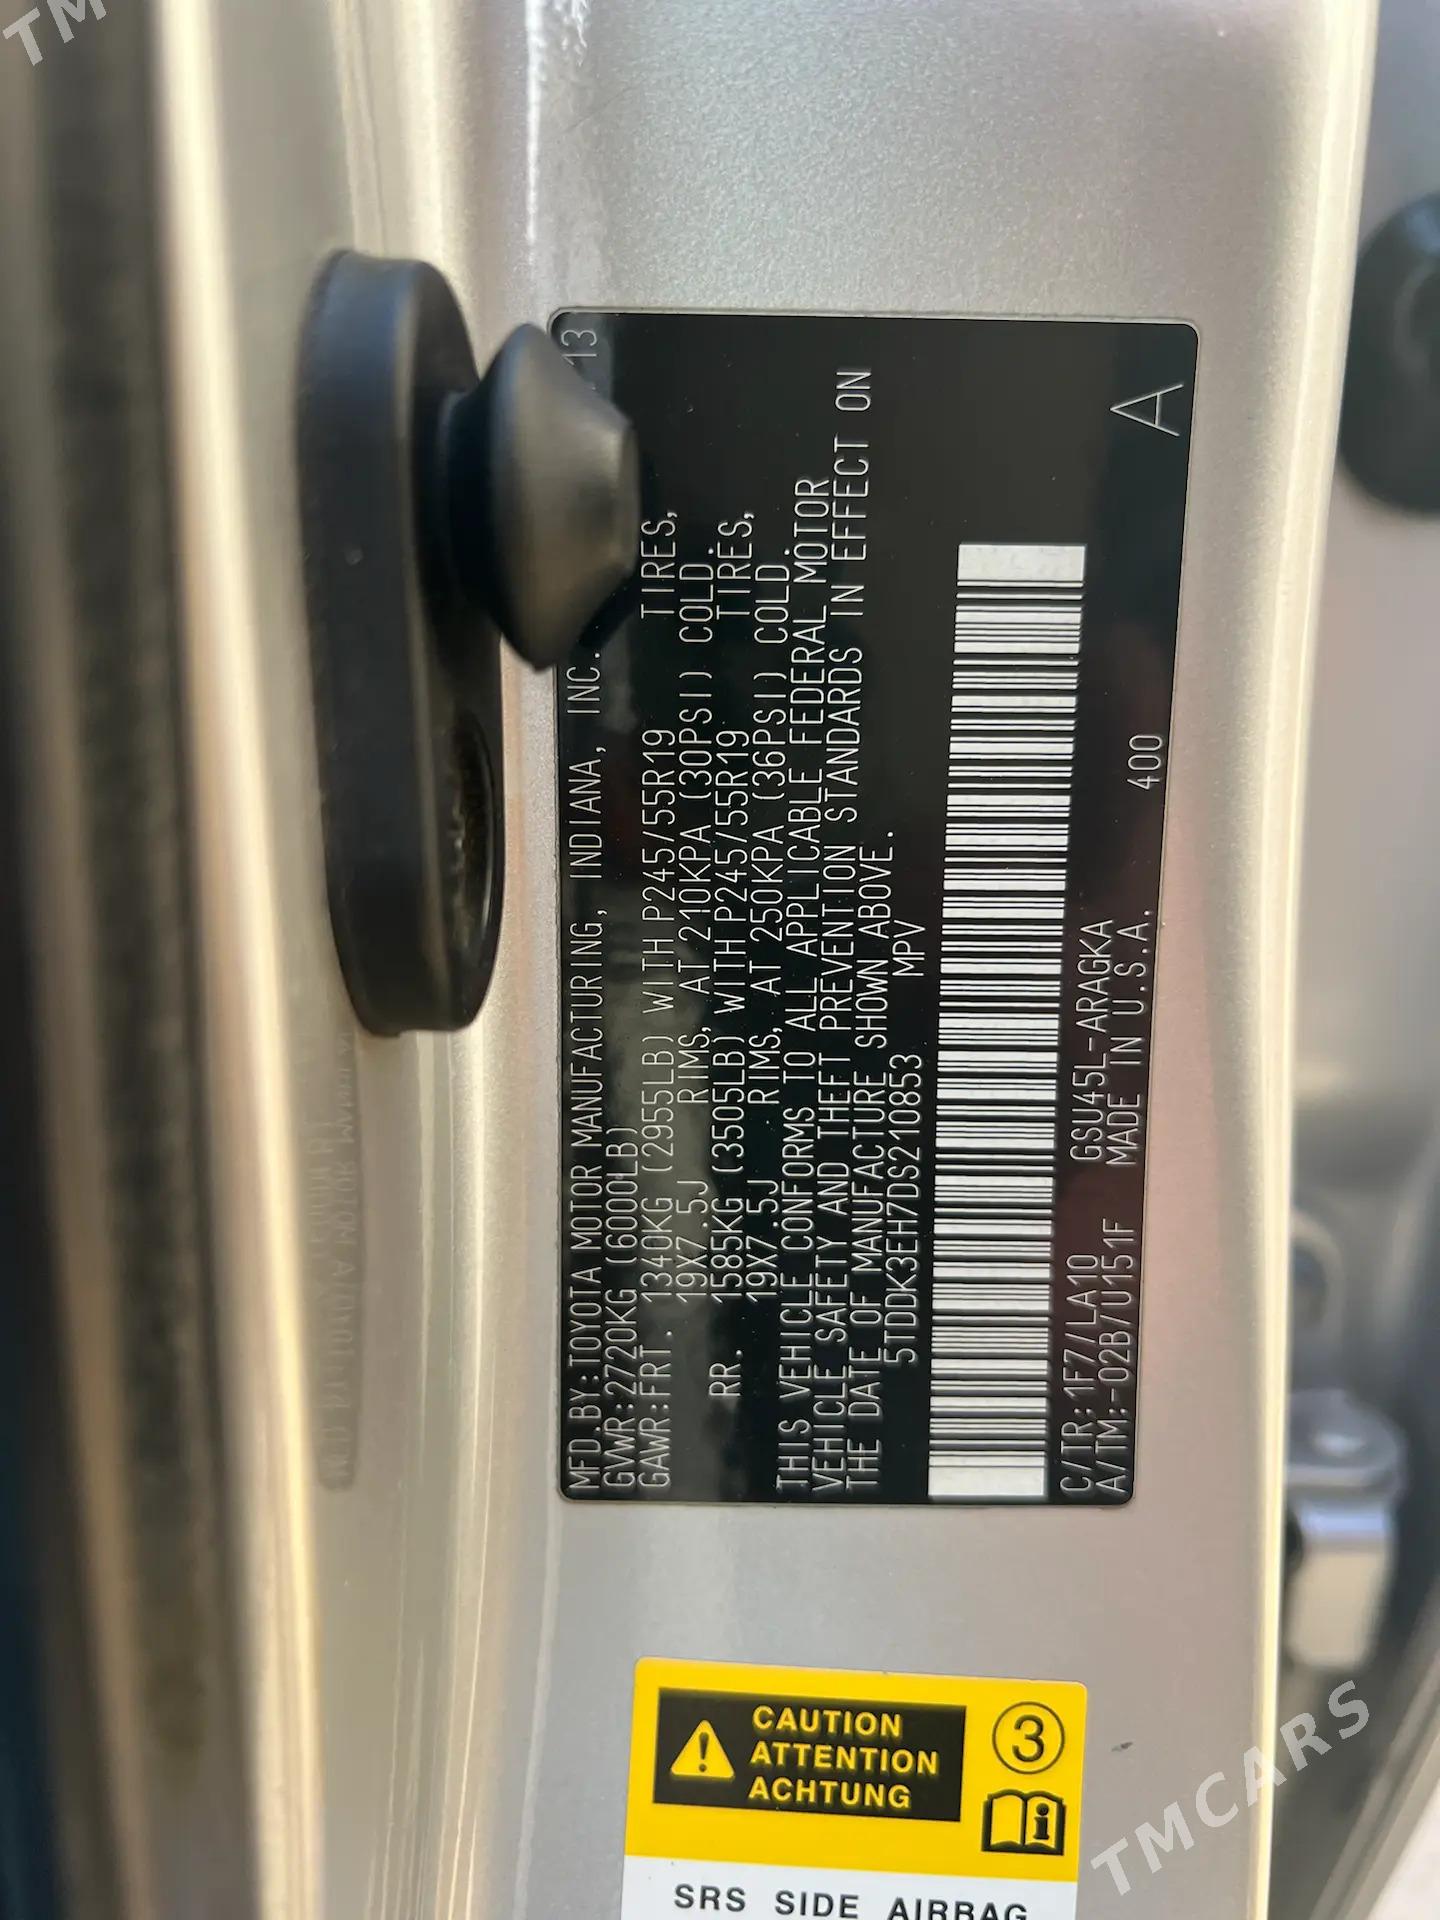 TM
MFD.BY:TOYOTA MOTOR MANUFACTURING, INDIANA, INC. 13
GVWR:2720KG (6000LB)
GAWR:FRT. 1340KG (2955LB) WITH P245/55R19 TIRES,
19X7.5J RIMS, AT 210KPA (30PSI) COLD.
RR. 1585KG (3505LB) WITH P245/55R19 TIRES,
19X7.5J RIMS, AT 250KPA (36PSI) COLD.
THIS VEHICLE CONFORMS TO ALL APPLICABLE FEDERAL MOTOR
VEHICLE SAFETY AND THEFT PREVENTION STANDARDS IN EFFECT ON
THE DATE OF MANUFACTURE SHOWN ABOVE.
5TDDK3EH7DS210853 MPV
C/TR:1F7/LA10 GSU45L-ARAGKA
A/TM:-02B/U151F MADE IN U.S.A. 400 A
CAUTION
ATTENTION
ACHTUNG
3
SRS SIDE AIRBAG
TMCARS